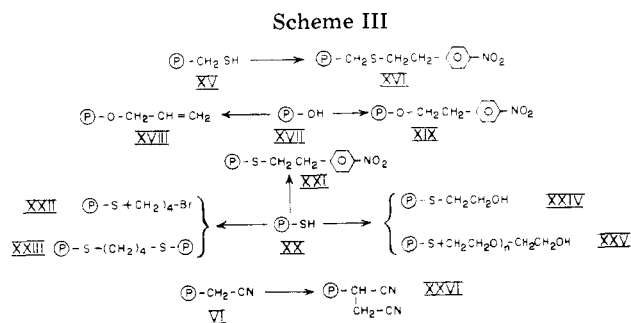 Scheme III
Ⓟ-CH2SH → Ⓟ-CH2S-CH2CH2-⌬-NO2
XV XVI
Ⓟ-O-CH2-CH=CH2 ← Ⓟ-OH → Ⓟ-O-CH2CH2-⌬-NO2
XVIII XVII XIX
Ⓟ-S-CH2CH2-⌬-NO2
XXI
XXII Ⓟ-S+CH2)4-Br
Ⓟ-S-CH2CH2OH XXIV
Ⓟ-SH
XX
XXIII Ⓟ-S+(CH2)4-S-Ⓟ
Ⓟ-S+CH2CH2O)n-CH2CH2OH XXV
Ⓟ-CH2-CN → Ⓟ-CH-CN XXVI
CH2CN
VI